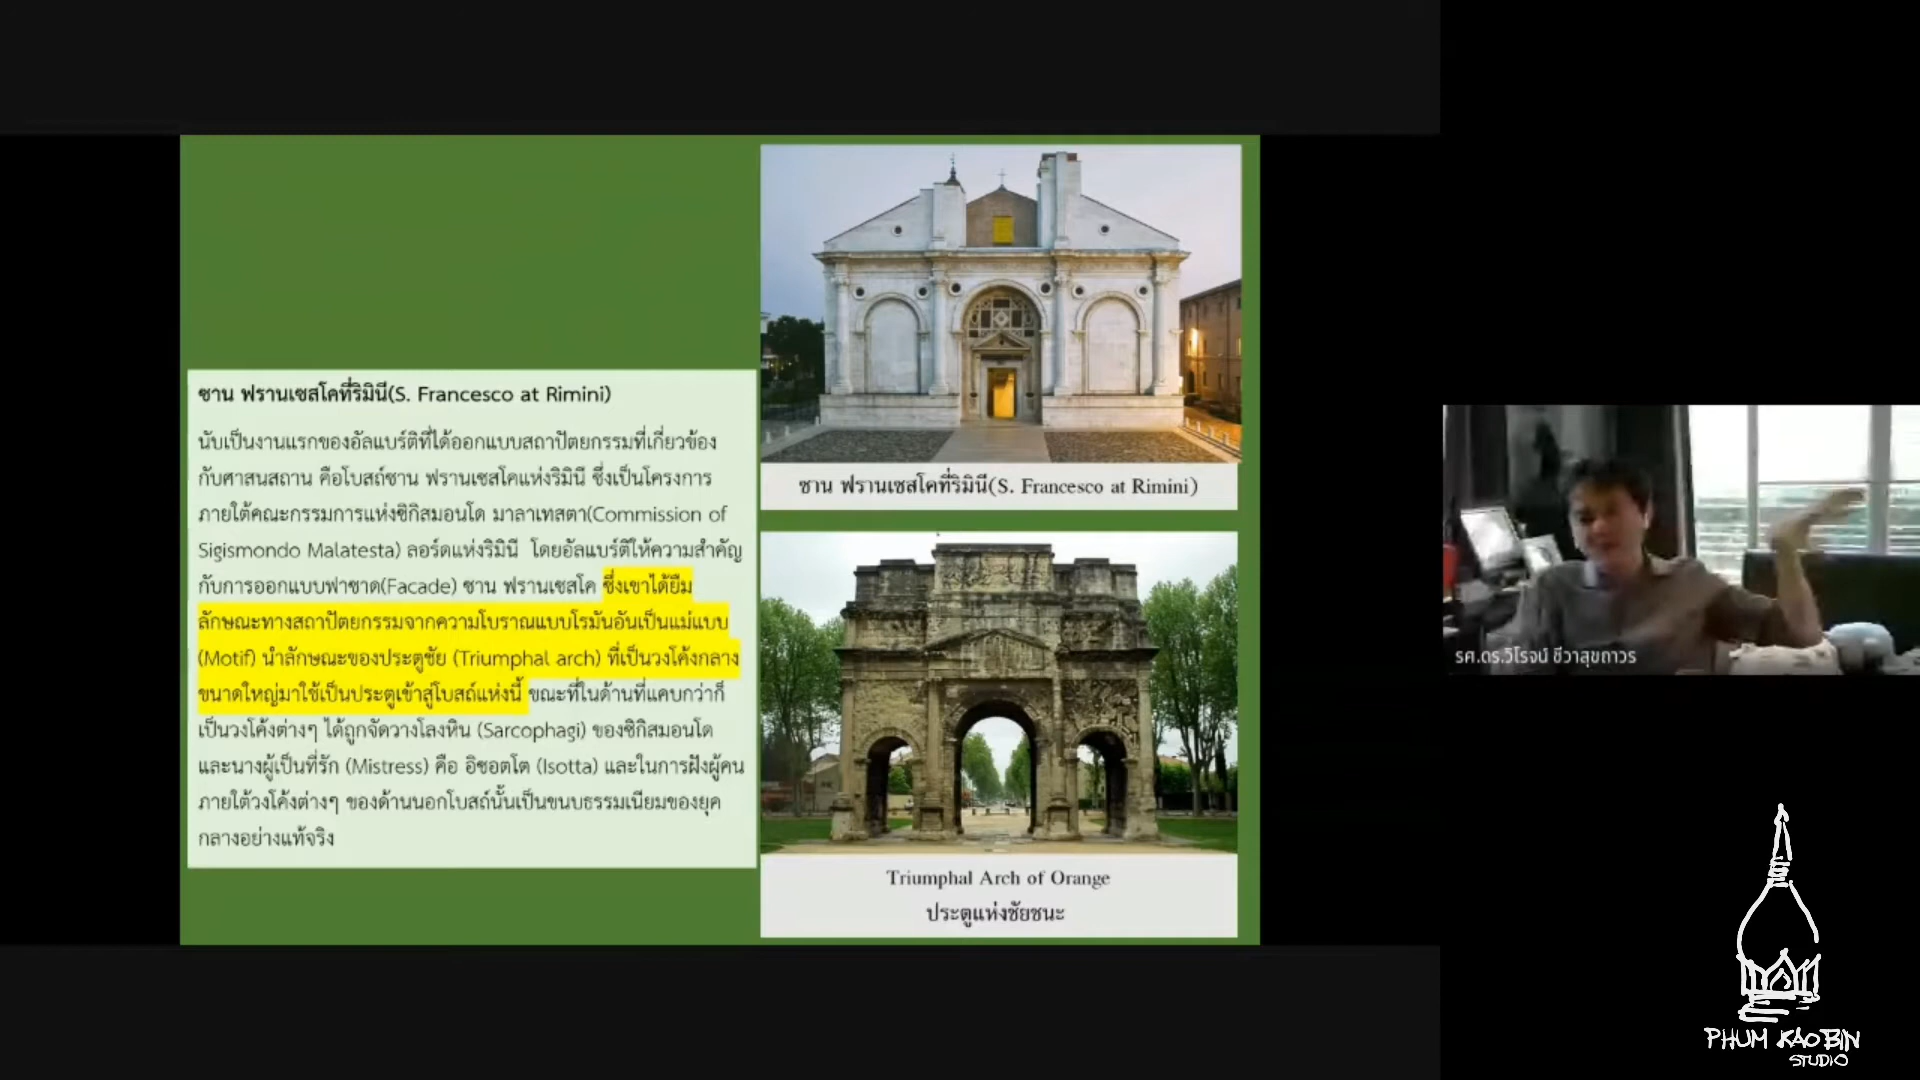 ซาน ฟรานเซสโคที่ริมินี(S. Francesco at Rimini)
นับเป็นงานแรกของอัลแบร์ติที่ได้ออกแบบสถาปัตยกรรมที่เกี่ยวข้อง
กับศาสนสถาน คือโบสถ์ซาน ฟรานเซสโคแห่งริมินี ซึ่งเป็นโครงการ
ภายใต้คณะกรรมการแห่งซิกิสมอนโด มาลาเทสตา(Commission of
Sigismondo Malatesta) ลอร์ดแห่งริมินี โดยอัลแบร์ติให้ความสำคัญ
กับการออกแบบฟาซาด(Facade) ซาน ฟรานเซสโค ซึ่งเขาได้ยืม
ลักษณะทางสถาปัตยกรรมจากความโบราณแบบโรมันอันเป็นแม่แบบ
(Motif) นำลักษณะของประตูชัย (Triumphal arch) ที่เป็นวงโค้งกลาง
ขนาดใหญ่มาใช้เป็นประตูเข้าสู่โบสถ์แห่งนี้ ขณะที่ในด้านที่แคบกว่าก็
เป็นวงโค้งต่างๆ ได้ถูกจัดวางโลงหิน (Sarcophagi) ของซิกิสมอนโด
และนางผู้เป็นที่รัก (Mistress) คือ อิซอตโต (Isotta) และในการฝังผู้คน
ภายใต้วงโค้งต่างๆ ของด้านนอกโบสถ์นั้นเป็นขนบธรรมเนียมของยุค
กลางอย่างแท้จริง
ซาน ฟรานเซสโคที่ริมินี(S. Francesco at Rimini)
Triumphal Arch of Orange
ประตูแห่งชัยชนะ
รศ.ดร.วิโรจน์ ชีวาสุขถาวร
PHUM KAOBIN
STUDIO